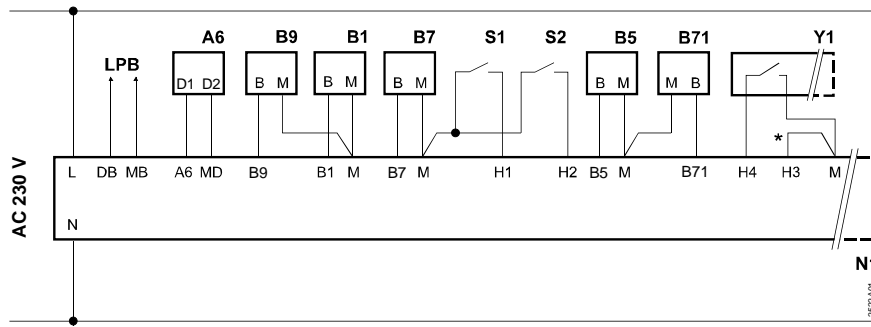 A6 B9 B1 B7 S1 S2 B5 B71 Y1
LPB
D1 D2 B M B M B M B M M B
*
AC 230 V
L DB MB A6 MD B9 B1 M B7 M H1 H2 B5 M B71 H4 H3 M
N